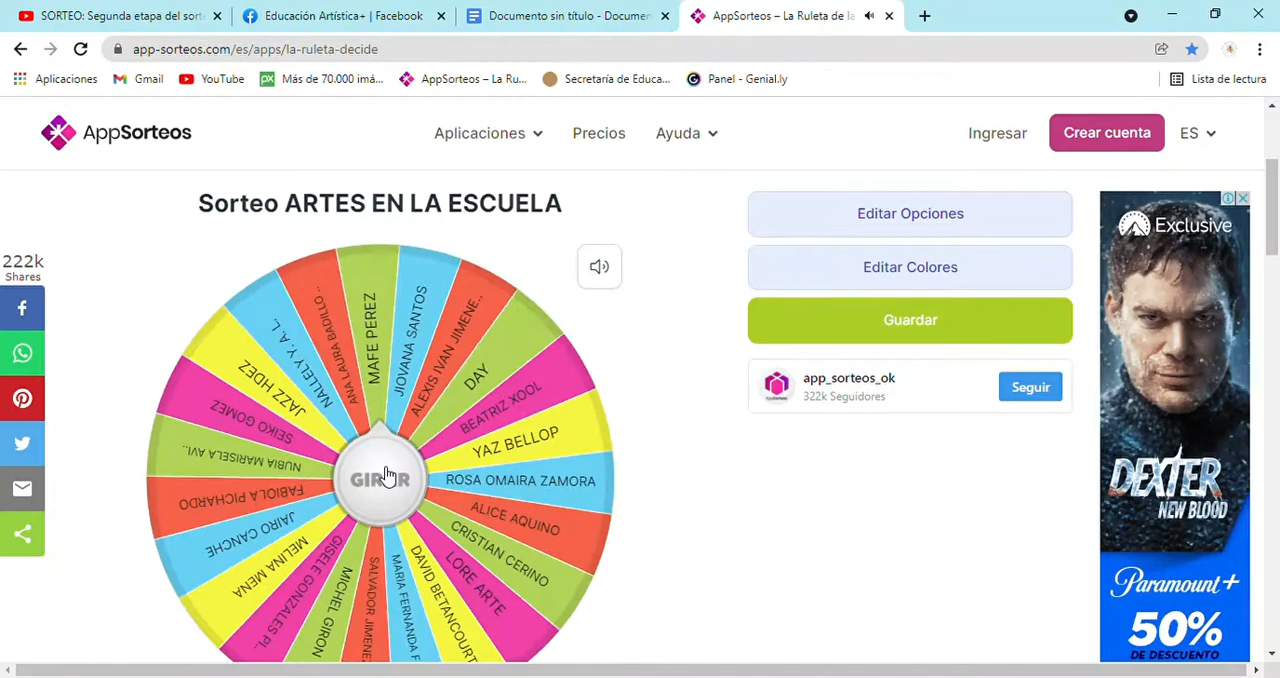 SORTEO: Segunda etapa del sort
Educación Artística+ | Facebook
Documento sin título - Documen
AppSorteos – La Ruleta de la
app-sorteos.com/es/apps/la-ruleta-decide
Aplicaciones
Gmail
YouTube
Más de 70.000 imá...
AppSorteos – La Ru...
Secretaría de Educa...
Panel - Genial.ly
Lista de lectura
AppSorteos
Aplicaciones
Precios
Ayuda
Ingresar
Crear cuenta
ES
Sorteo ARTES EN LA ESCUELA
222k
Shares
MAFE PEREZ
JIOVANA SANTOS
ALEXIS IVAN JIMENE..
DAY
BEATRIZ XOOL
YAZ BELLOP
ROSA OMAIRA ZAMORA
ALICE AQUINO
CRISTIAN CERINO
LORE ARTE
DAVID BETANCOURT
MARIA FERNANDA F
SALVADOR JIMENE
MICHEL GIRON
GISELE GONZALES PI..
MELINA MENA
JAIRO CANCHE
FABIOLA PICHARDO
NUBIA MARISELA AVI..
SEIKO GOMEZ
JAZZ HDEZ
Y. A. L.
ANA LAURA BADILLO ..
GIRAR
Editar Opciones
Editar Colores
Guardar
app_sorteos_ok
322k Seguidores
Seguir
Exclusive
DEXTER
NEW BLOOD
Paramount+
50%
DE DESCUENTO